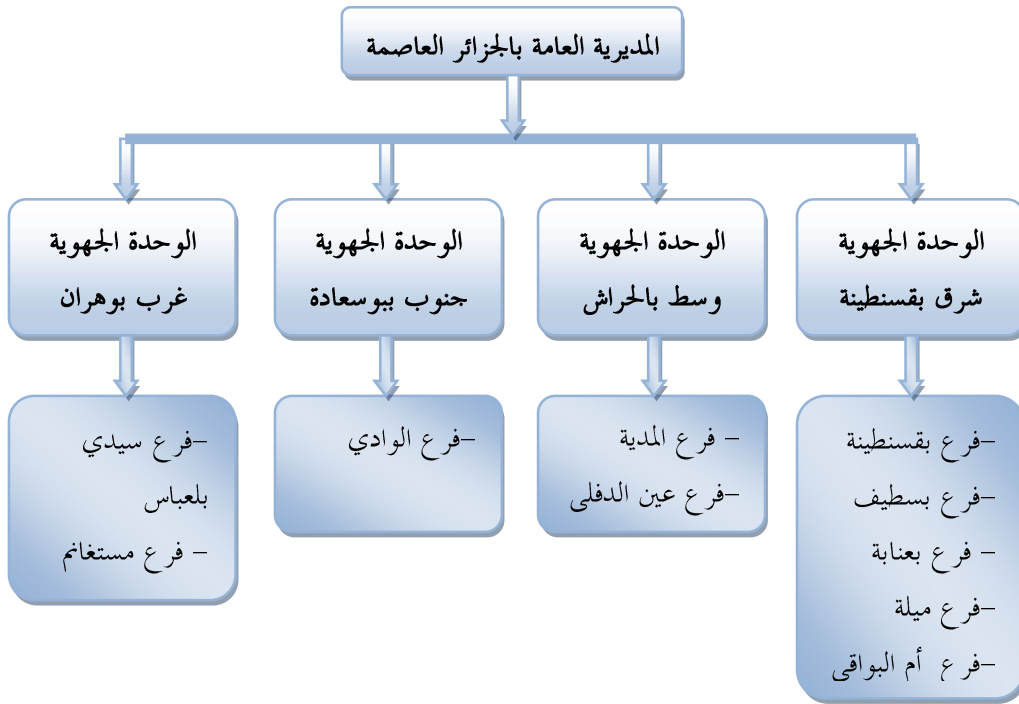 المديرية العامة بالجزائر العاصمة
الوحدة الجهوية
شرق بقسنطينة
الوحدة الجهوية
وسط بالحراش
الوحدة الجهوية
جنوب ببوسعادة
الوحدة الجهوية
غرب بوهران
–فرع بقسنطينة
–فرع بسطيف
– فرع بعنابة
–فرع ميلة
–فرع أم البواقي
– فرع المدية
–فرع عين الدفلى
–فرع الوادي
–فرع سيدي
بلعباس
– فرع مستغانم